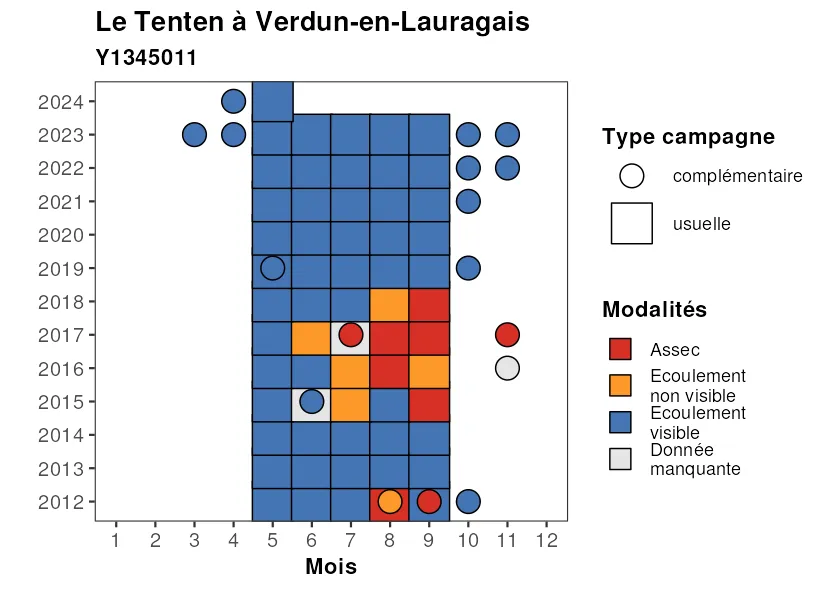 Le Tenten à Verdun-en-Lauragais
Y1345011
2024
2023
2022
2021
2020
2019
2018
2017
2016
2015
2014
2013
2012
1 2 3 4 5 6 7 8 9 10 11 12
Mois
Type campagne
complémentaire
usuelle
Modalités
Assec
Ecoulement
non visible
Ecoulement
visible
Donnée
manquante